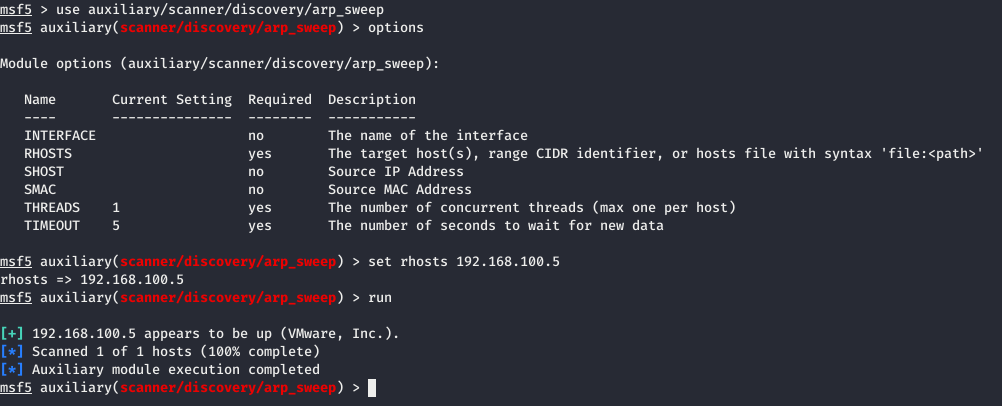 msf5 > use auxiliary/scanner/discovery/arp_sweep
msf5 auxiliary(scanner/discovery/arp_sweep) > options
Module options (auxiliary/scanner/discovery/arp_sweep):
Name       Current Setting  Required  Description
----       ---------------  --------  -----------
INTERFACE                   no        The name of the interface
RHOSTS                      yes       The target host(s), range CIDR identifier, or hosts file with syntax 'file:<path>'
SHOST                       no        Source IP Address
SMAC                        no        Source MAC Address
THREADS    1                yes       The number of concurrent threads (max one per host)
TIMEOUT    5                yes       The number of seconds to wait for new data
msf5 auxiliary(scanner/discovery/arp_sweep) > set rhosts 192.168.100.5
rhosts => 192.168.100.5
msf5 auxiliary(scanner/discovery/arp_sweep) > run
[+] 192.168.100.5 appears to be up (VMware, Inc.).
[*] Scanned 1 of 1 hosts (100% complete)
[*] Auxiliary module execution completed
msf5 auxiliary(scanner/discovery/arp_sweep) >